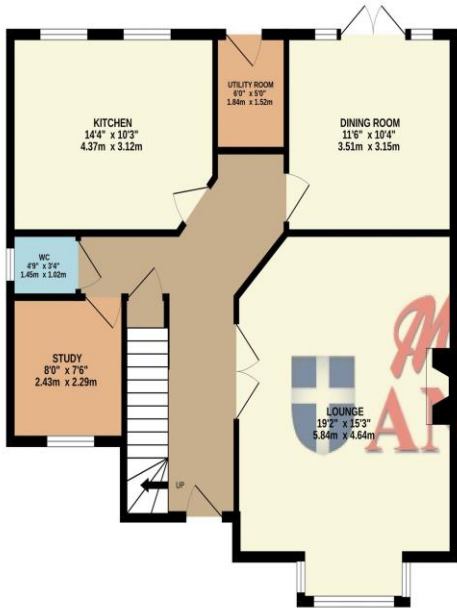 UTILITY ROOM
6'0" x 5'0"
1.84m x 1.52m
KITCHEN
14'4" x 10'3"
4.37m x 3.12m
DINING ROOM
11'6" x 10'4"
3.51m x 3.15m
WC
4'9" x 3'4"
1.45m x 1.02m
STUDY
8'0" x 7'6"
2.43m x 2.29m
M
AN
LOUNGE
19'2" x 15'3"
5.84m x 4.64m
UP